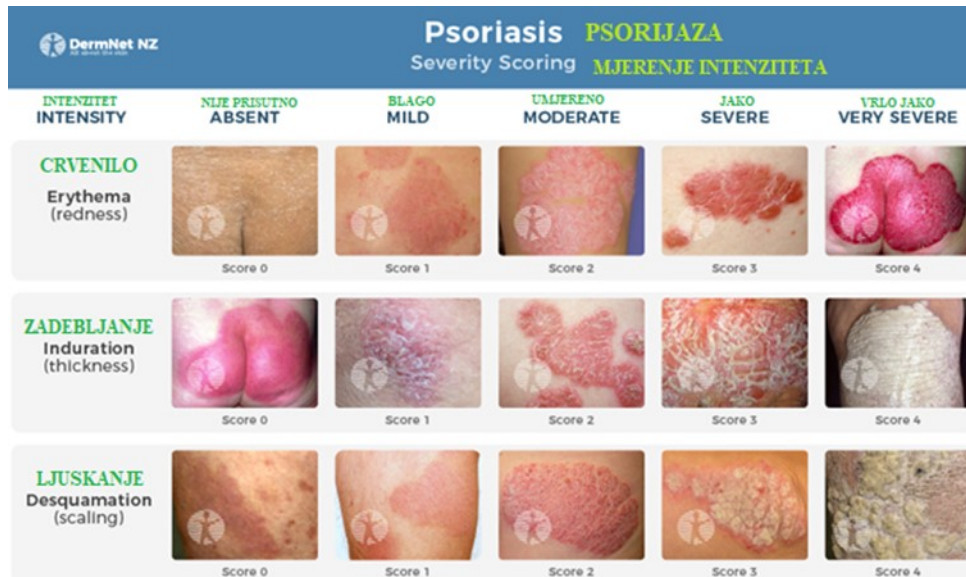 DermNet NZ
Psoriasis PSORIJAZA
Severity Scoring MJERENJE INTENZITETA
INTENZITET NIJE PRISUTNO BLAGO UMJERENO JAKO VRLO JAKO
INTENSITY ABSENT MILD MODERATE SEVERE VERY SEVERE
CRVENILO
Erythema
(redness)
Score 0 Score 1 Score 2 Score 3 Score 4
ZADEBLJANJE
Induration
(thickness)
Score 0 Score 1 Score 2 Score 3 Score 4
LJUSKANJE
Desquamation
(scaling)
Score 0 Score 1 Score 2 Score 3 Score 4